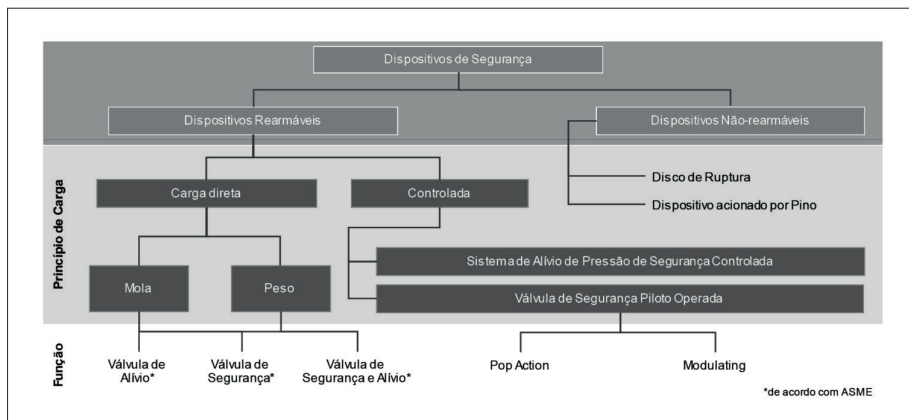 Dispositivos de Segurança
Dispositivos Rearmáveis
Dispositivos Não-rearmáveis
Princípio de Carga
Carga direta
Controlada
Disco de Ruptura
Dispositivo acionado por Pino
Mola
Peso
Sistema de Alívio de Pressão de Segurança Controlada
Válvula de Segurança Piloto Operada
Função
Válvula de
Alívio*
Válvula de
Segurança*
Válvula de
Segurança e Alívio*
Pop Action
Modulating
*de acordo com ASME